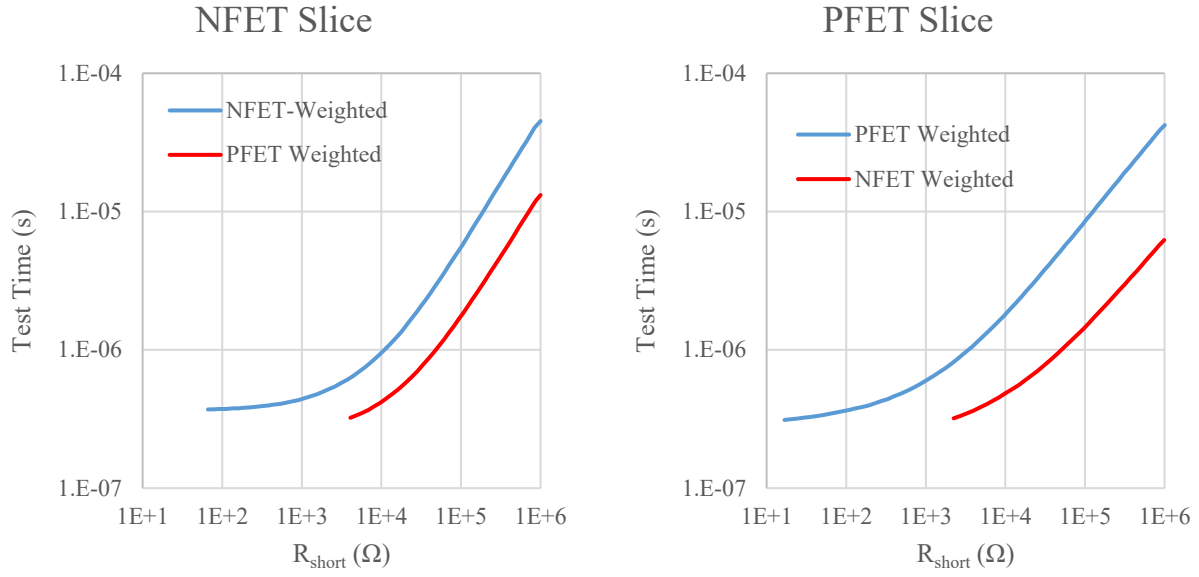 NFET Slice
1.E-04
1.E-05
1.E-06
1.E-07
Test Time (s)
NFET-Weighted
PFET Weighted
1E+1 1E+2 1E+3 1E+4 1E+5 1E+6
Rshort (Ω)
PFET Slice
1.E-04
1.E-05
1.E-06
1.E-07
Test Time (s)
PFET Weighted
NFET Weighted
1E+1 1E+2 1E+3 1E+4 1E+5 1E+6
Rshort (Ω)